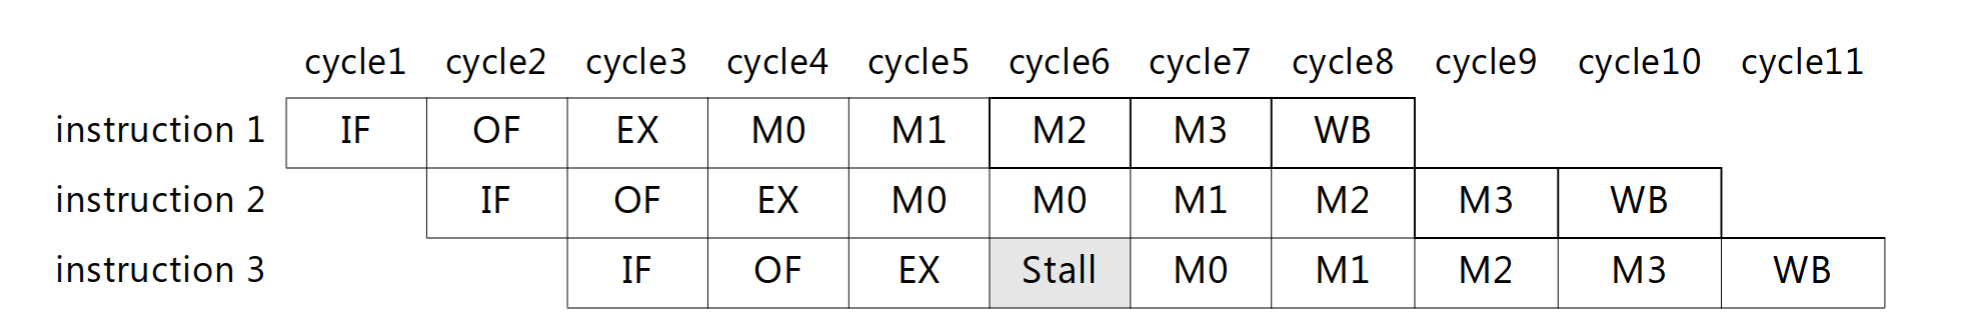 cycle1 cycle2 cycle3 cycle4 cycle5 cycle6 cycle7 cycle8 cycle9 cycle10 cycle11
instruction 1 IF OF EX M0 M1 M2 M3 WB
instruction 2 IF OF EX M0 M0 M1 M2 M3 WB
instruction 3 IF OF EX Stall M0 M1 M2 M3 WB